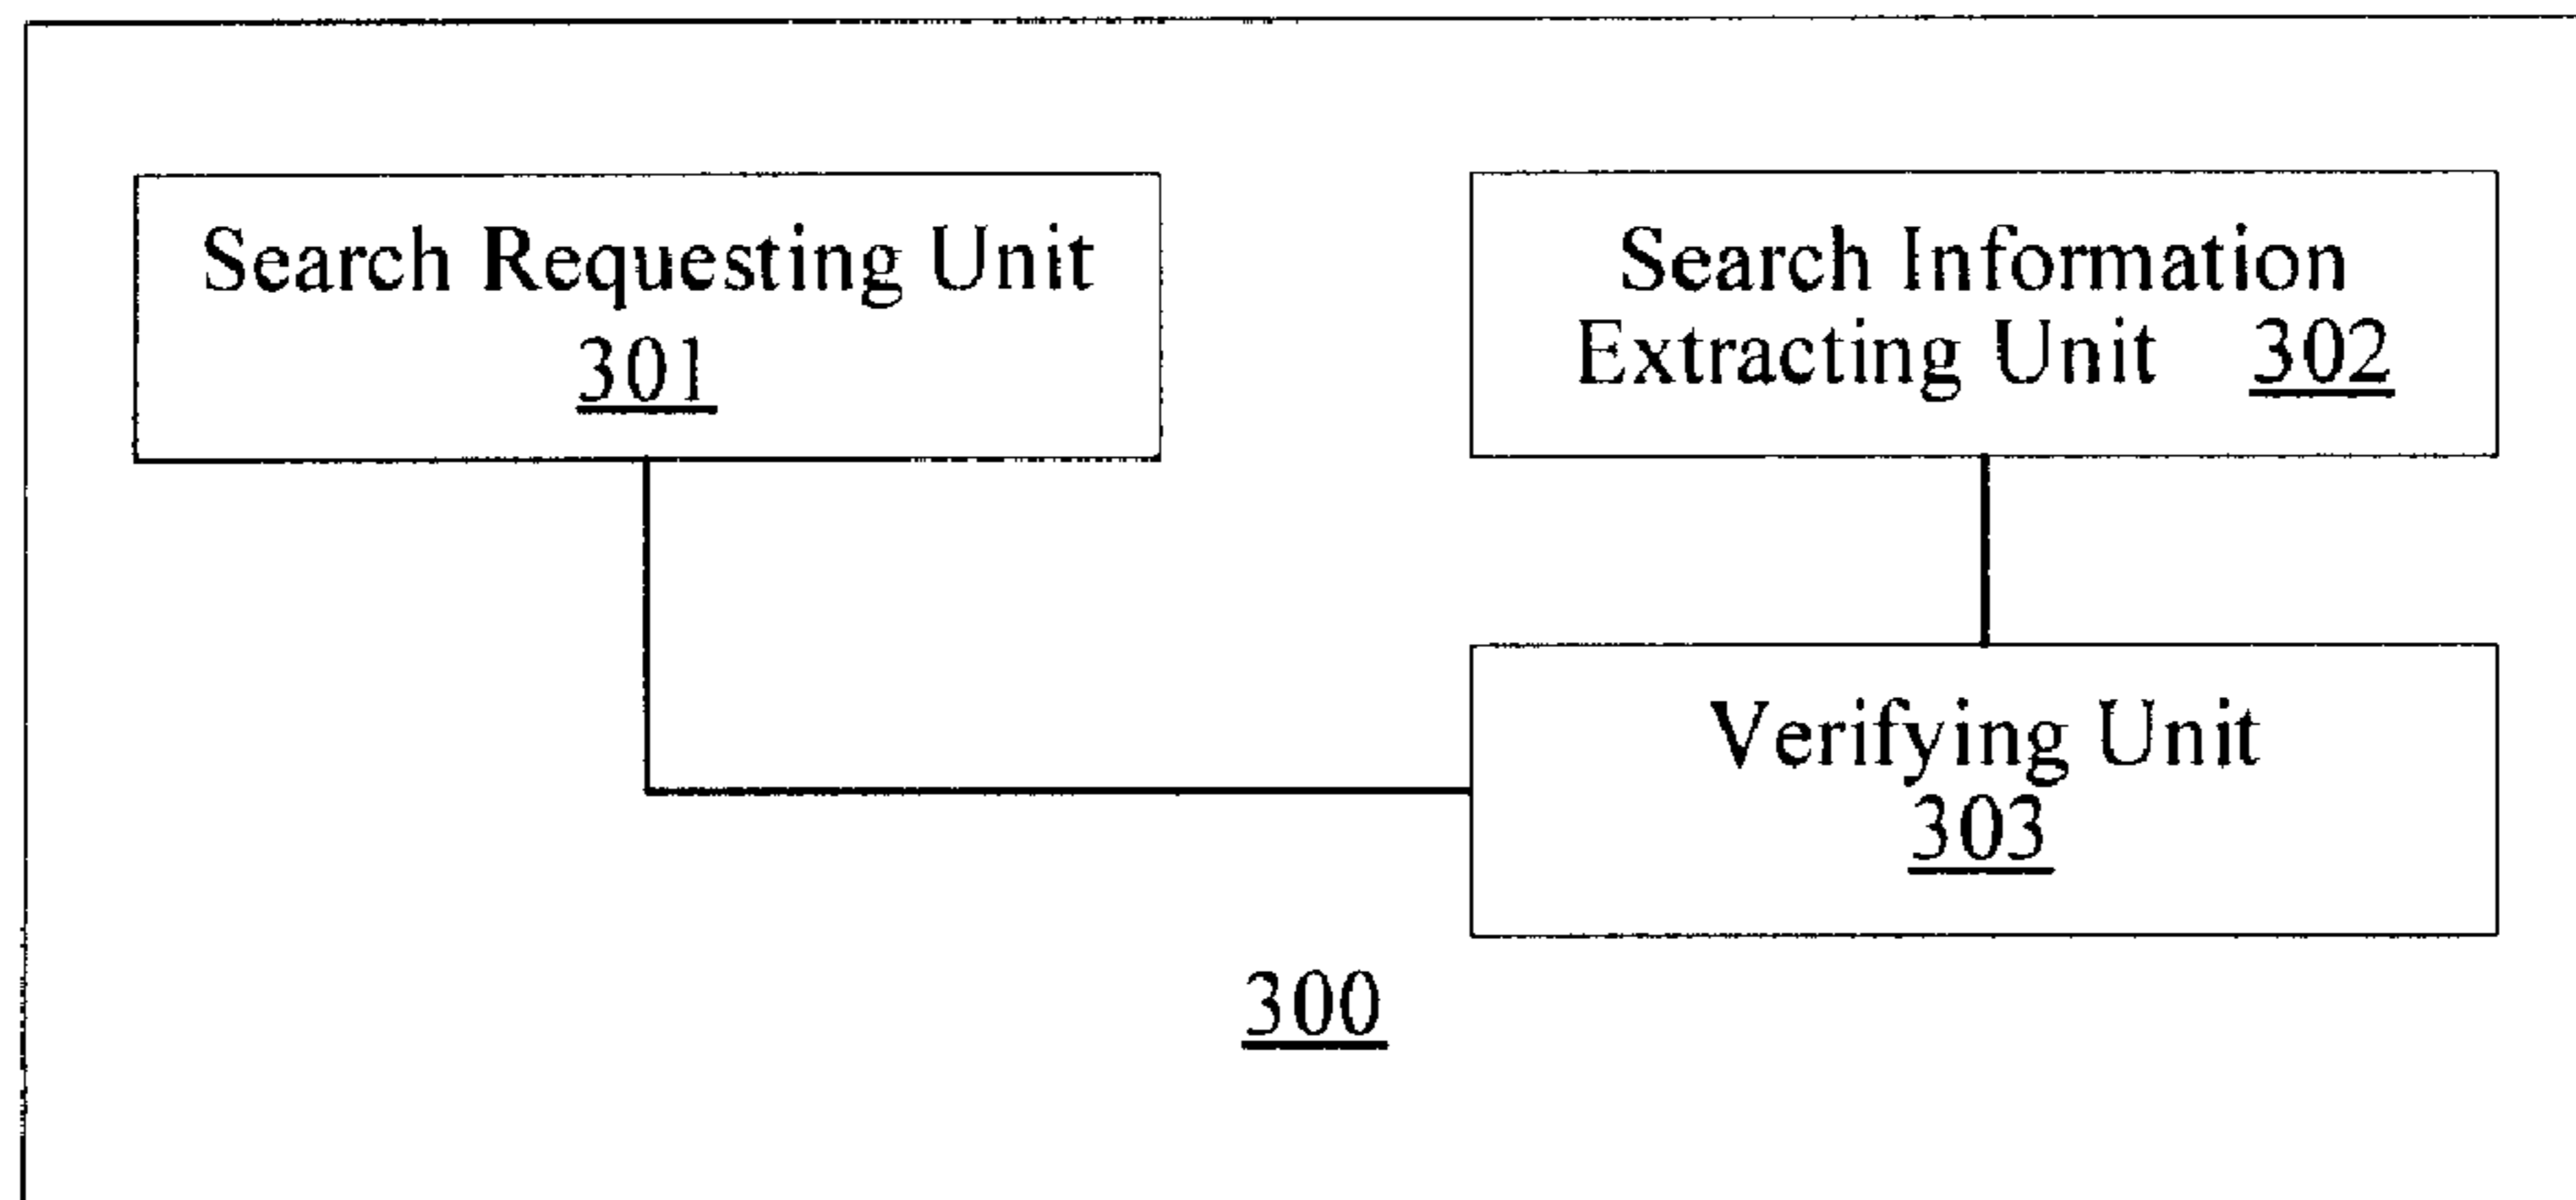 Search Requesting Unit
301
Search Information
Extracting Unit 302
Verifying Unit
303
300